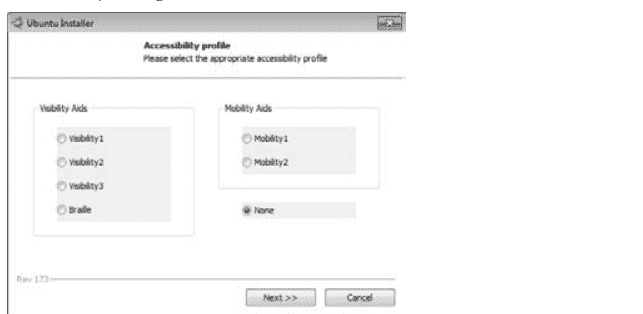 Ubuntu Installer
Accessibility profile
Please select the appropriate accessibility profile
Visibility Aids
Visibility1
Visibility2
Visibility3
Braille
Mobility Aids
Mobility1
Mobility2
None
Rev 173
Next >>
Cancel